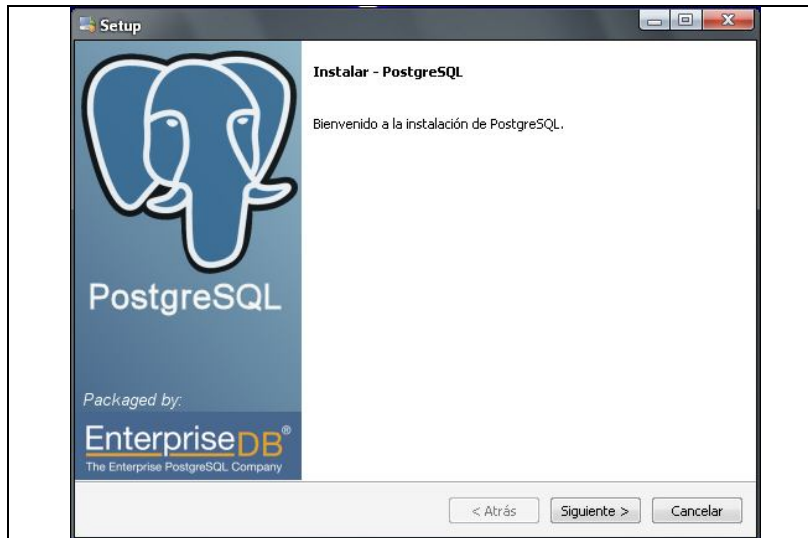 Setup
Instalar - PostgreSQL
Bienvenido a la instalación de PostgreSQL.
PostgreSQL
Packaged by:
EnterpriseDB®
The Enterprise PostgreSQL Company
< Atrás
Siguiente >
Cancelar